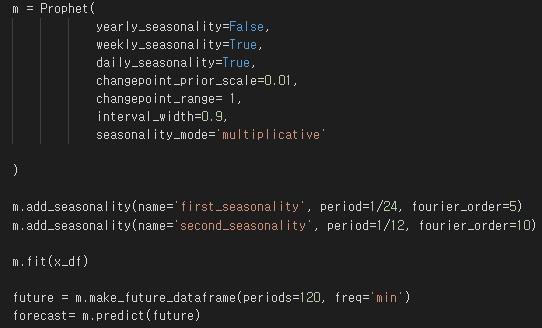 m = Prophet(
yearly_seasonality=False,
weekly_seasonality=True,
daily_seasonality=True,
changepoint_prior_scale=0.01,
changepoint_range= 1,
interval_width=0.9,
seasonality_mode='multiplicative'
)
m.add_seasonality(name='first_seasonality', period=1/24, fourier_order=5)
m.add_seasonality(name='second_seasonality', period=1/12, fourier_order=10)
m.fit(x_df)
future = m.make_future_dataframe(periods=120, freq='min')
forecast= m.predict(future)